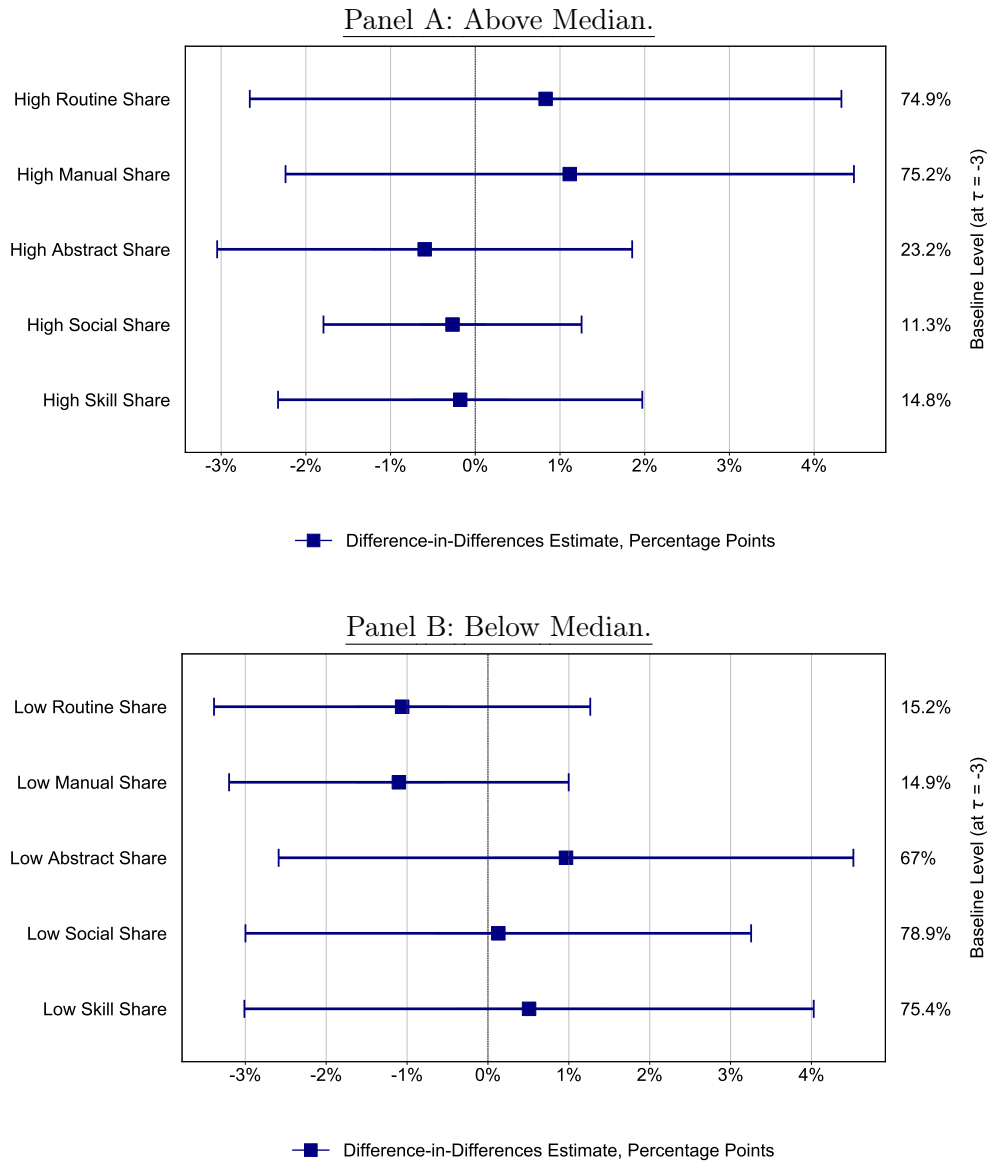 Panel A: Above Median.
High Routine Share
74.9%
High Manual Share
75.2%
High Abstract Share
23.2%
High Social Share
11.3%
High Skill Share
14.8%
Baseline Level (at τ = -3)
-3%
-2%
-1%
0%
1%
2%
3%
4%
Difference-in-Differences Estimate, Percentage Points
Panel B: Below Median.
Low Routine Share
15.2%
Low Manual Share
14.9%
Low Abstract Share
67%
Low Social Share
78.9%
Low Skill Share
75.4%
Baseline Level (at τ = -3)
-3%
-2%
-1%
0%
1%
2%
3%
4%
Difference-in-Differences Estimate, Percentage Points